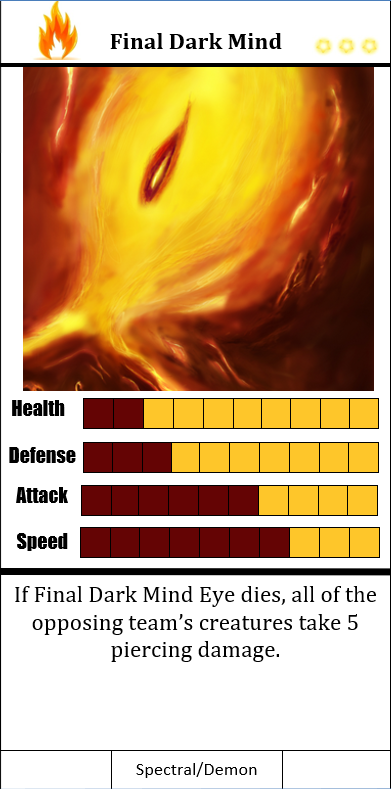 Final Dark Mind
Health
Defense
Attack
Speed
If Final Dark Mind Eye dies, all of the
opposing team’s creatures take 5
piercing damage.
Spectral/Demon